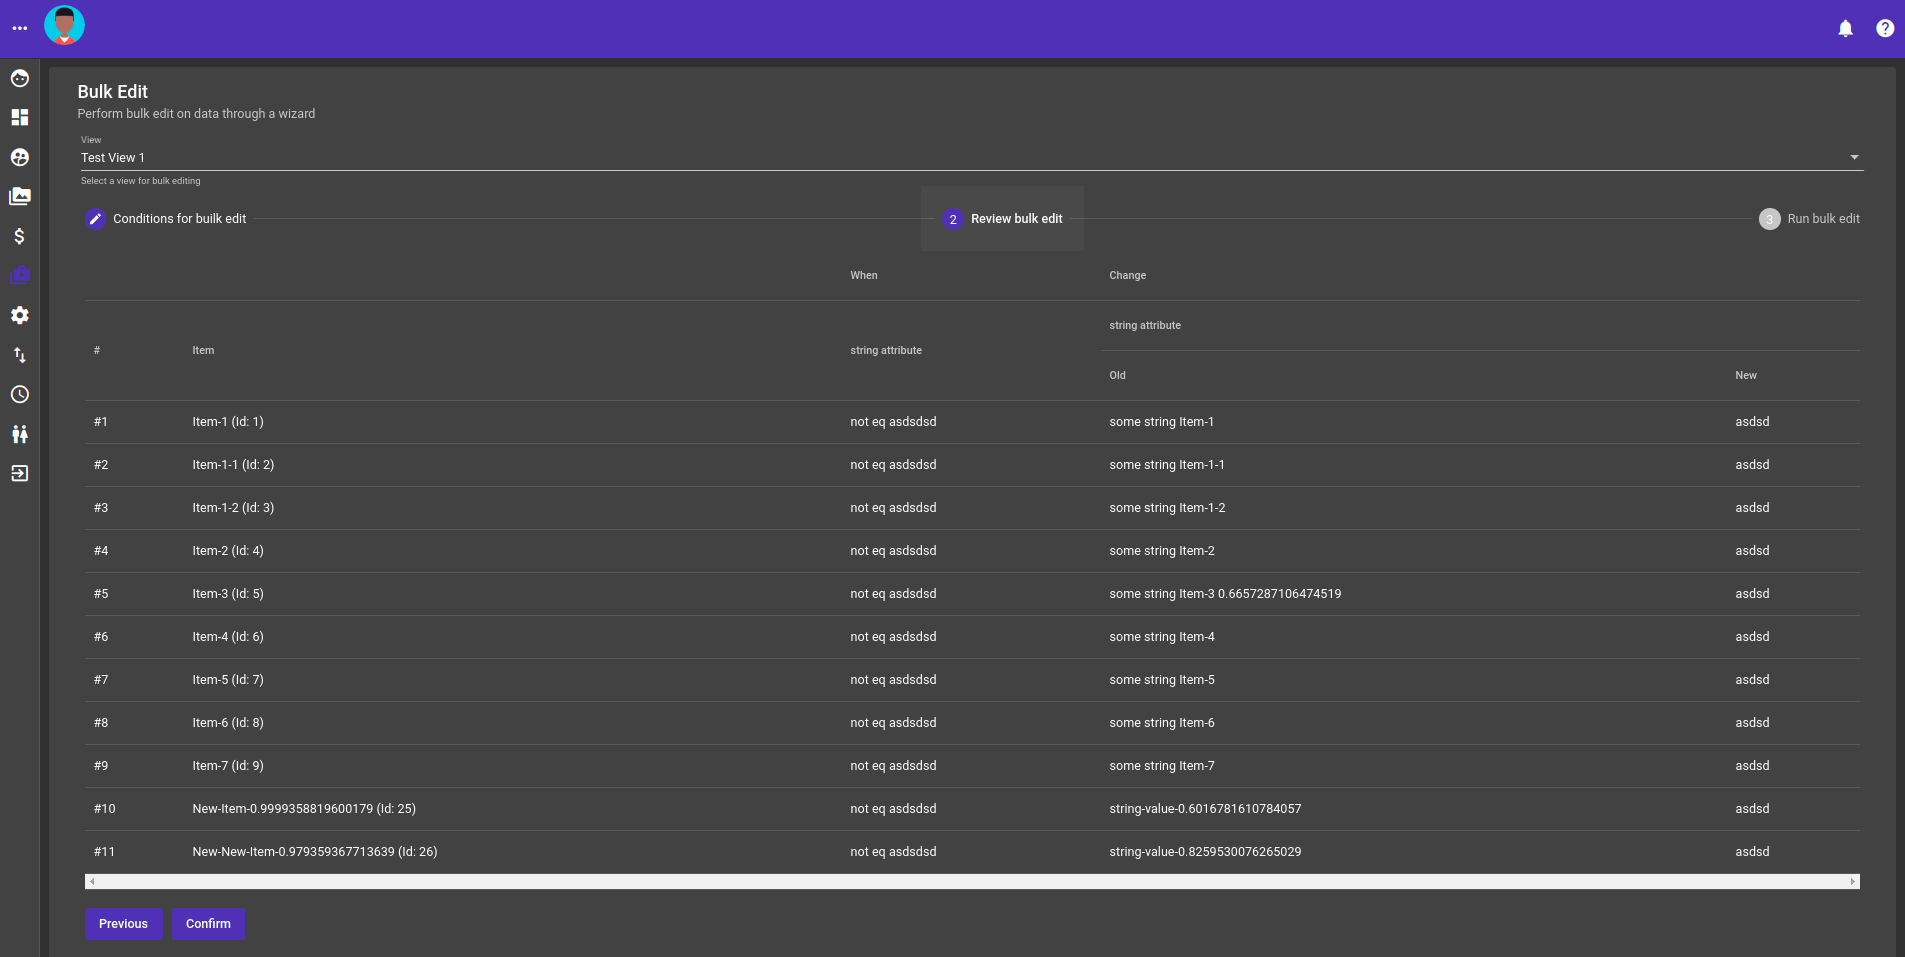 Bulk Edit
Perform bulk edit on data through a wizard
View
Test View 1
Select a view for bulk editing
Conditions for bulk edit
2 Review bulk edit
3 Run bulk edit
When Change
# Item string attribute string attribute
Old New
#1 Item-1 (Id: 1) not eq asdsdsd some string Item-1 asdsd
#2 Item-1-1 (Id: 2) not eq asdsdsd some string Item-1-1 asdsd
#3 Item-1-2 (Id: 3) not eq asdsdsd some string Item-1-2 asdsd
#4 Item-2 (Id: 4) not eq asdsdsd some string Item-2 asdsd
#5 Item-3 (Id: 5) not eq asdsdsd some string Item-3 0.6657287106474519 asdsd
#6 Item-4 (Id: 6) not eq asdsdsd some string Item-4 asdsd
#7 Item-5 (Id: 7) not eq asdsdsd some string Item-5 asdsd
#8 Item-6 (Id: 8) not eq asdsdsd some string Item-6 asdsd
#9 Item-7 (Id: 9) not eq asdsdsd some string Item-7 asdsd
#10 New-Item-0.9999358819600179 (Id: 25) not eq asdsdsd string-value-0.6016781610784057 asdsd
#11 New-New-Item-0.979359367713639 (Id: 26) not eq asdsdsd string-value-0.8259530076265029 asdsd
Previous Confirm